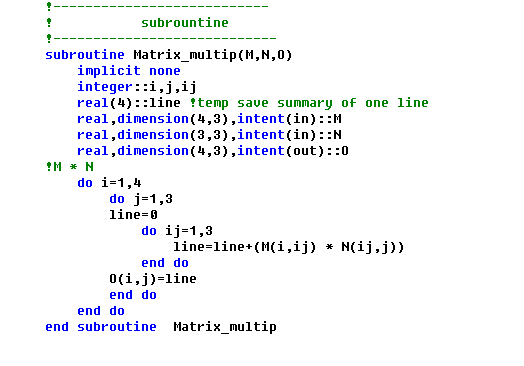 !---------------------------
!           subrountine
!----------------------------
subroutine Matrix_multip(M,N,O)
    implicit none
    integer::i,j,ij
    real(4)::line !temp save summary of one line
    real,dimension(4,3),intent(in)::M
    real,dimension(3,3),intent(in)::N
    real,dimension(4,3),intent(out)::O
!M * N
    do i=1,4
        do j=1,3
        line=0
            do ij=1,3
                line=line+(M(i,ij) * N(ij,j))
            end do
        O(i,j)=line
        end do
    end do
end subroutine  Matrix_multip